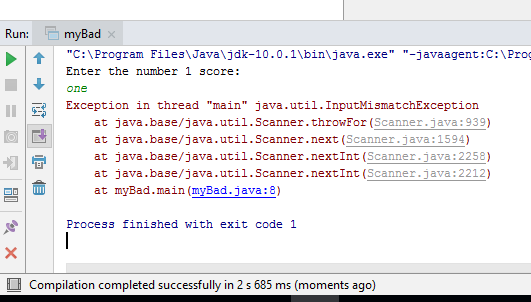 Run: myBad
"C:\Program Files\Java\jdk-10.0.1\bin\java.exe" "-javaagent:C:\Prog
Enter the number 1 score:
one
Exception in thread "main" java.util.InputMismatchException
at java.base/java.util.Scanner.throwFor(Scanner.java:939)
at java.base/java.util.Scanner.next(Scanner.java:1594)
at java.base/java.util.Scanner.nextInt(Scanner.java:2258)
at java.base/java.util.Scanner.nextInt(Scanner.java:2212)
at myBad.main(myBad.java:8)
Process finished with exit code 1
Compilation completed successfully in 2 s 685 ms (moments ago)